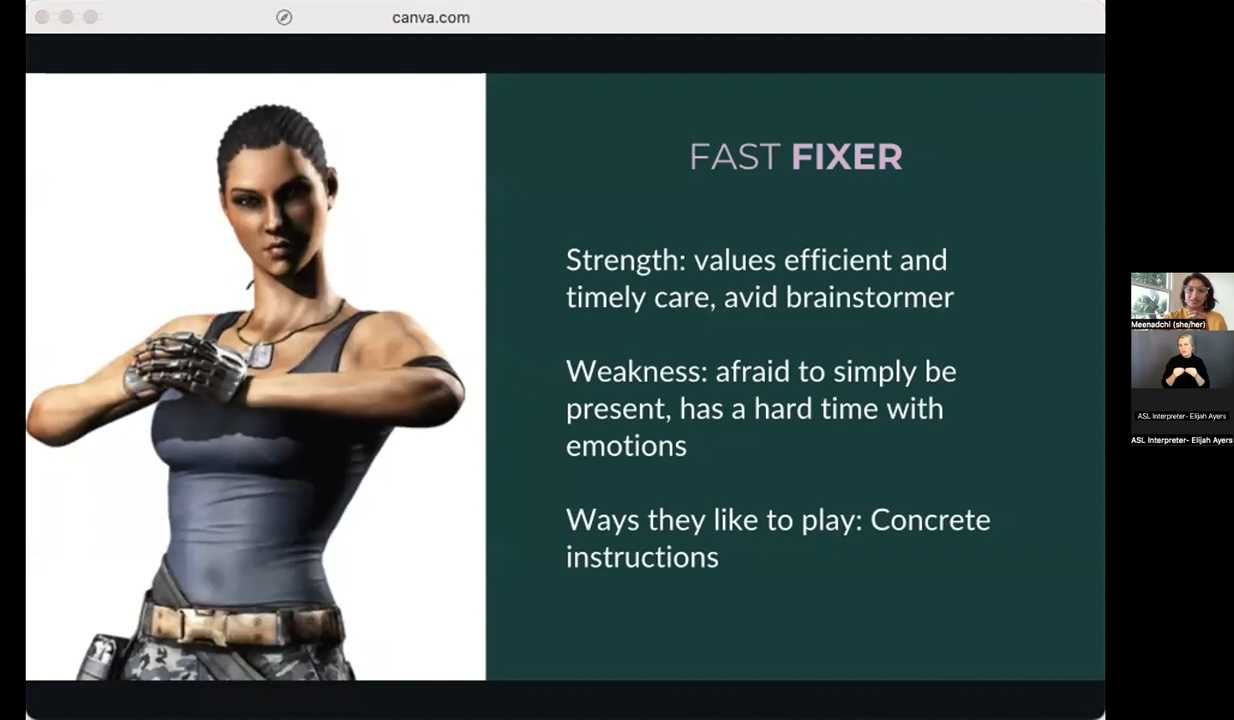 canva.com
FAST FIXER
Strength: values efficient and
timely care, avid brainstormer
Weakness: afraid to simply be
present, has a hard time with
emotions
Ways they like to play: Concrete
instructions
Meenadchi (she/her)
ASL Interpreter- Elijah Ayers
ASL Interpreter- Elijah Ayers